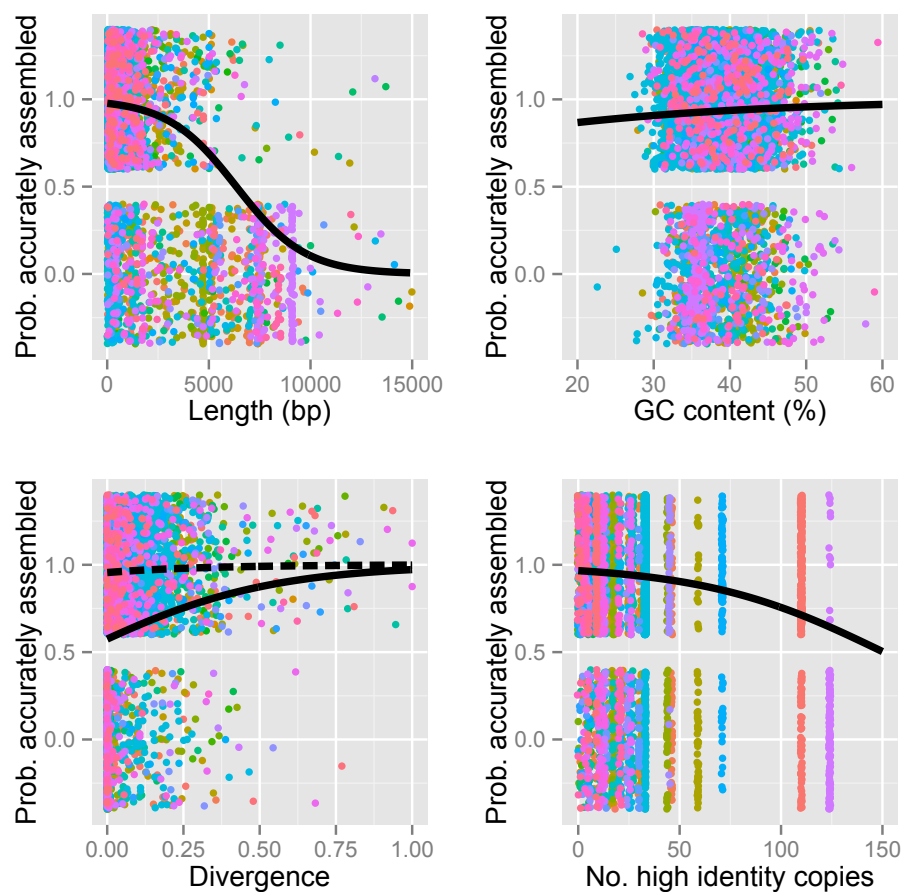 Prob. accurately assembled
1.0
0.5
0.0
0 5000 10000 15000
Length (bp)
Prob. accurately assembled
1.0
0.5
0.0
20 30 40 50 60
GC content (%)
Prob. accurately assembled
1.0
0.5
0.0
0.00 0.25 0.50 0.75 1.00
Divergence
Prob. accurately assembled
1.0
0.5
0.0
0 50 100 150
No. high identity copies